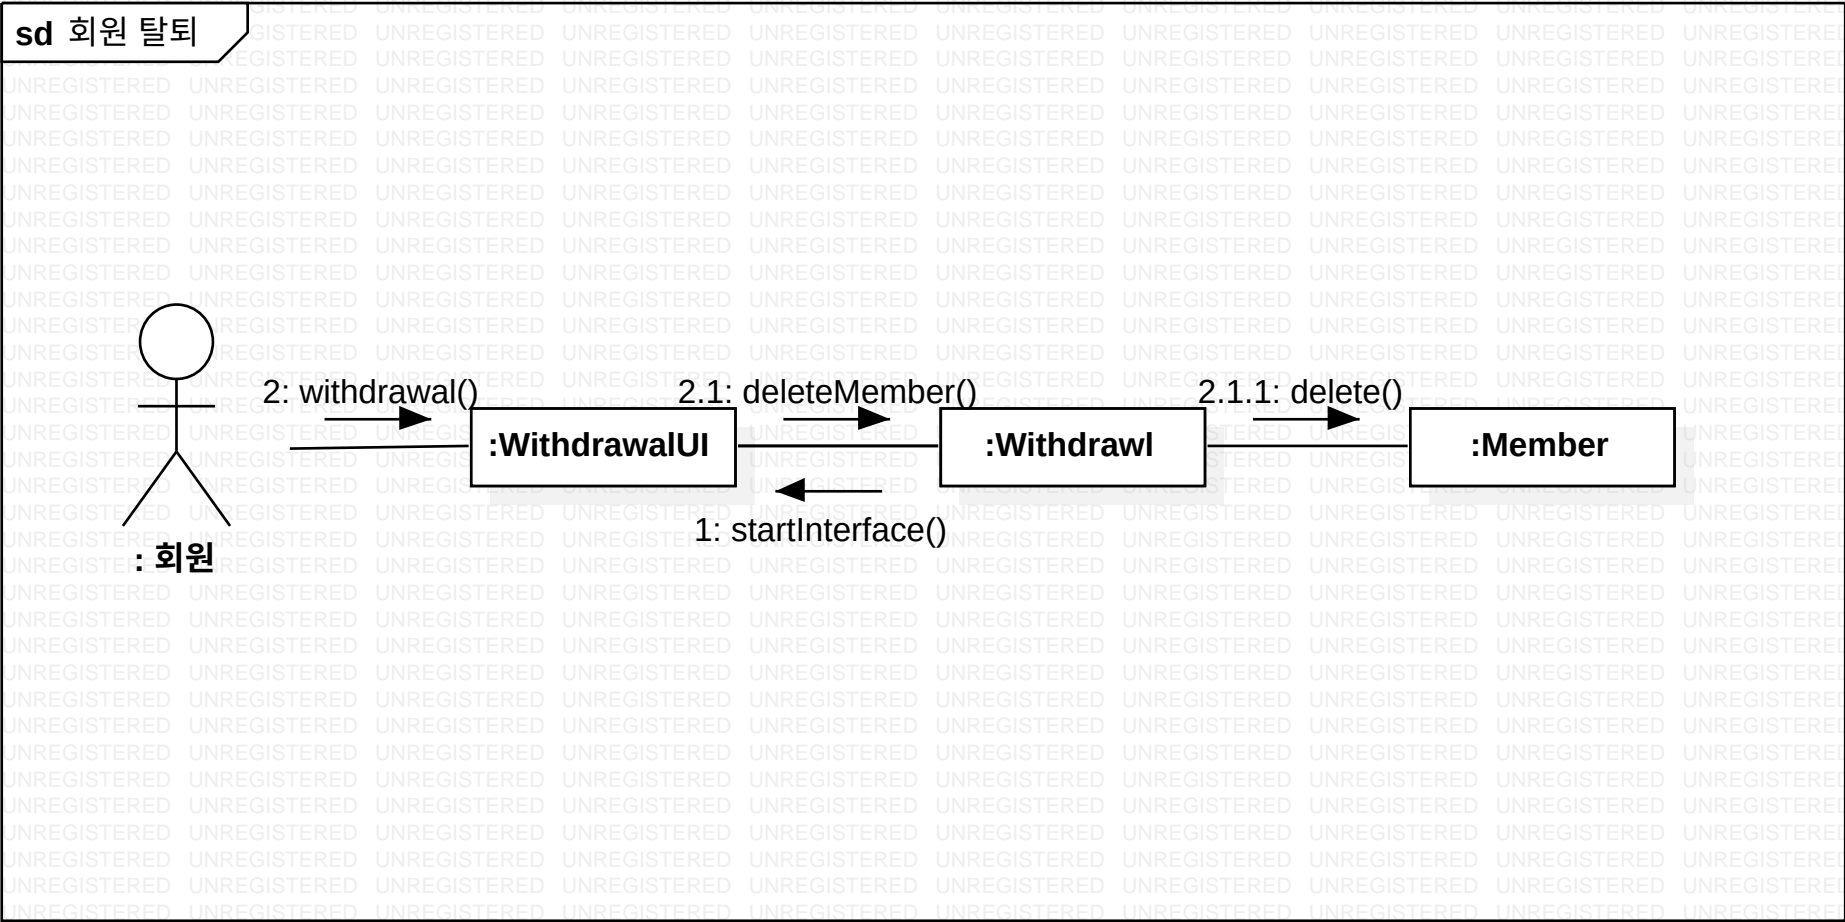 sd 회원 탈퇴
2: withdrawal()
2.1: deleteMember()
2.1.1: delete()
:WithdrawalUI
:Withdrawl
:Member
1: startInterface()
: 회원
UNREGISTERED